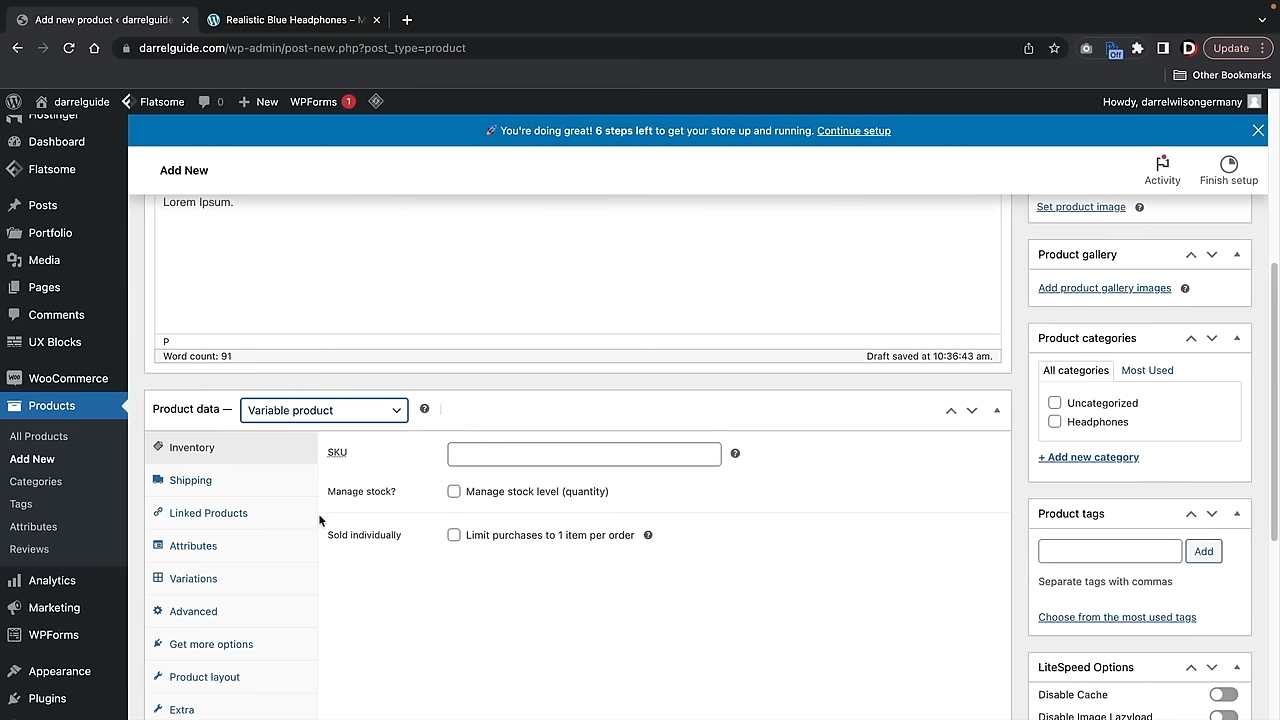 Add new product ‹ darrelguide
Realistic Blue Headphones – M
darrelguide.com/wp-admin/post-new.php?post_type=product
Off
D
Update
Other Bookmarks
darrelguide
Flatsome
0
New
WPForms 1
Howdy, darrelwilsongermany
🚀 You're doing great! 6 steps left to get your store up and running. Continue setup
Hostinger
Dashboard
Flatsome
Posts
Portfolio
Media
Pages
Comments
UX Blocks
WooCommerce
Products
All Products
Add New
Categories
Tags
Attributes
Reviews
Analytics
Marketing
WPForms
Appearance
Plugins
Add New
Activity
Finish setup
Lorem Ipsum.
P
Word count: 91
Draft saved at 10:36:43 am.
Product data —
Variable product
Inventory
Shipping
Linked Products
Attributes
Variations
Advanced
Get more options
Product layout
Extra
SKU
Manage stock?
Manage stock level (quantity)
Sold individually
Limit purchases to 1 item per order
Set product image
Product gallery
Add product gallery images
Product categories
All categories
Most Used
Uncategorized
Headphones
+ Add new category
Product tags
Add
Separate tags with commas
Choose from the most used tags
LiteSpeed Options
Disable Cache
Disable Image Lazyload